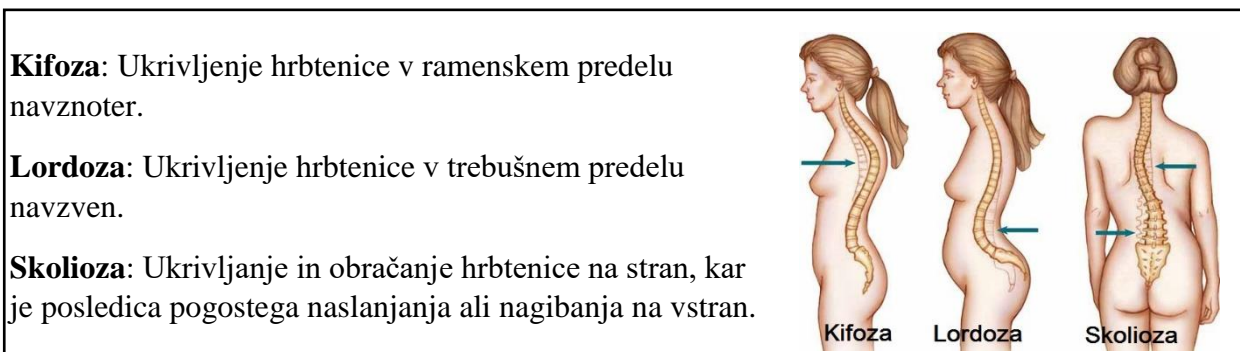 Kifoza: Ukrivljenje hrbtenice v ramenskem predelu
navznoter.
Lordoza: Ukrivljenje hrbtenice v trebušnem predelu
navzven.
Skolioza: Ukrivljanje in obračanje hrbtenice na stran, kar
je posledica pogostega naslanjanja ali nagibanja na vstran.
Kifoza Lordoza Skolioza